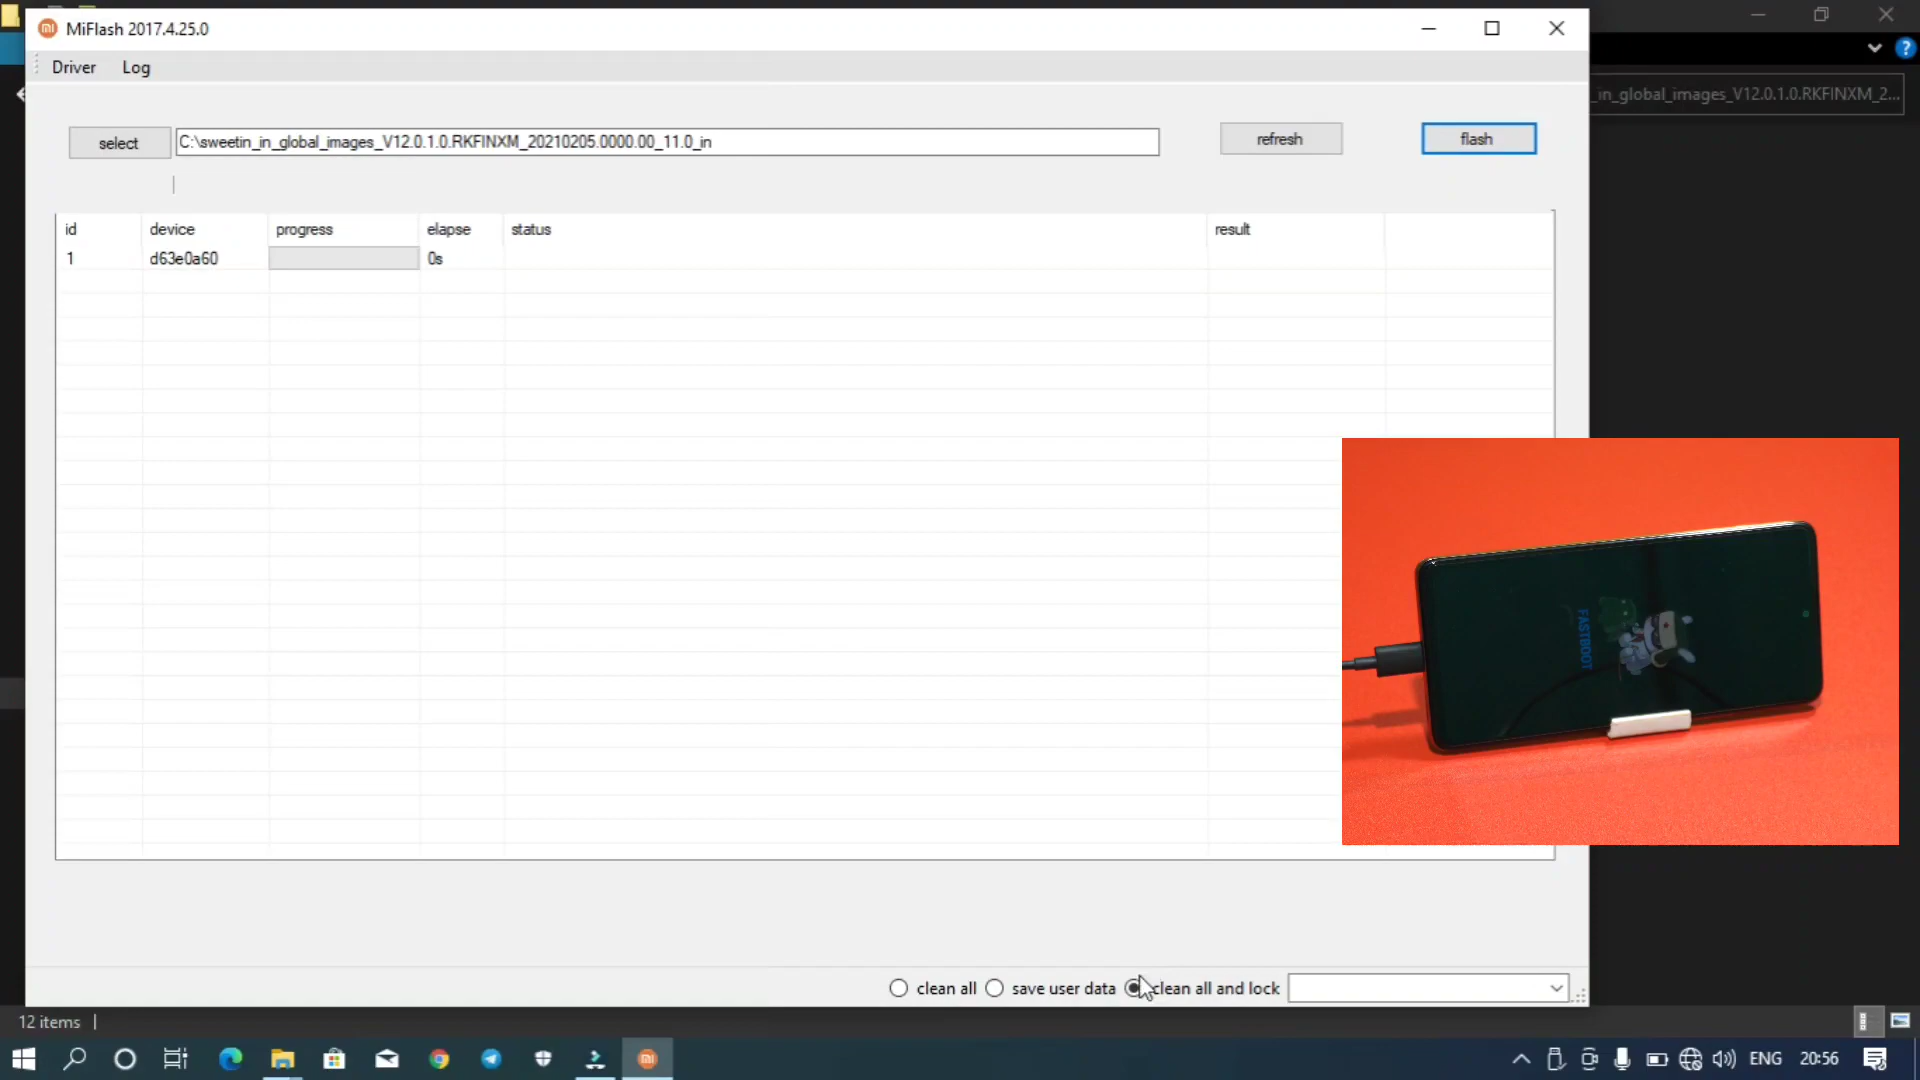 MiFlash 2017.4.25.0
Driver Log
_in_global_images_V12.0.1.0.RKFINXM_2...
select C:\sweetin_in_global_images_V12.0.1.0.RKFINXM_20210205.0000.00_11.0_in refresh flash
id device progress elapse status result
1 d63e0a60 0s
FASTBOOT
clean all save user data clean all and lock
12 items
ENG 20:56